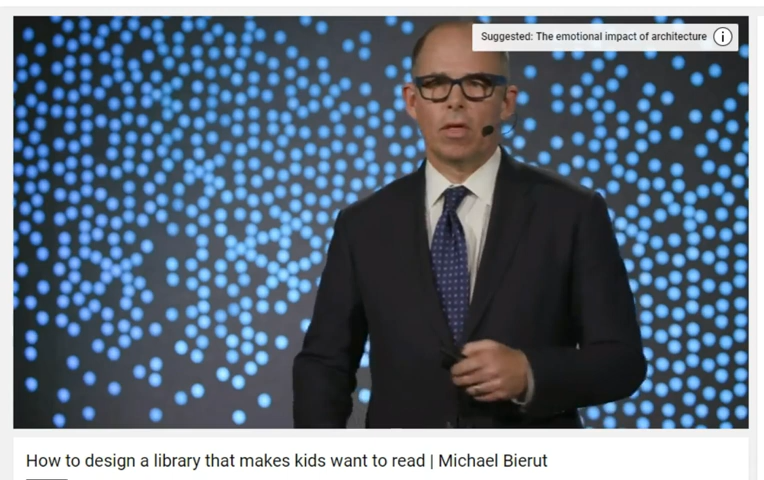 Suggested: The emotional impact of architecture
How to design a library that makes kids want to read | Michael Bierut